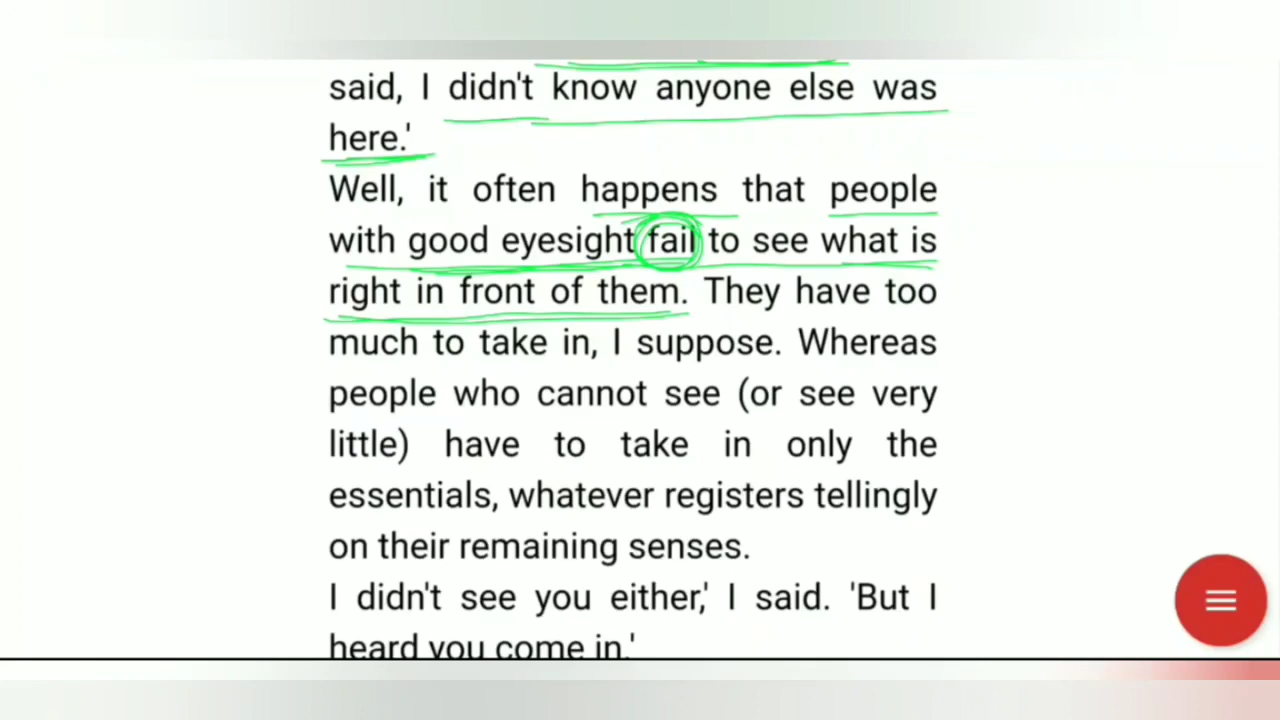 said, I didn't know anyone else was
here.'
Well, it often happens that people
with good eyesight fail to see what is
right in front of them. They have too
much to take in, I suppose. Whereas
people who cannot see (or see very
little) have to take in only the
essentials, whatever registers tellingly
on their remaining senses.
I didn't see you either,' I said. 'But I
heard you come in.'